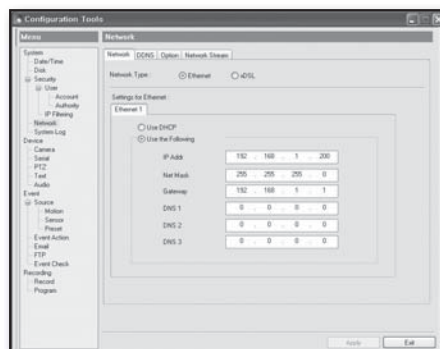 Configuration Tools
Menu
System
Date/Time
Disk
Security
User
Account
Authority
IP Filtering
Network
System-Log
Device
Camera
Serial
PTZ
Text
Audio
Event
Source
Motion
Sensor
Preset
Event Action
Email
FTP
Event Check
Recording
Record
Program
Network
Network DDNS Option Network Stream
Network Type : Ethernet xDSL
Settings for Ethernet :
Ethernet 1
Use DHCP
Use the Following
IP Addr 192 . 168 . 1 . 200
Net Mask 255 . 255 . 255 . 0
Gateway 192 . 168 . 1 . 1
DNS 1 0 . 0 . 0 . 0
DNS 2 0 . 0 . 0 . 0
DNS 3 0 . 0 . 0 . 0
Apply Exit